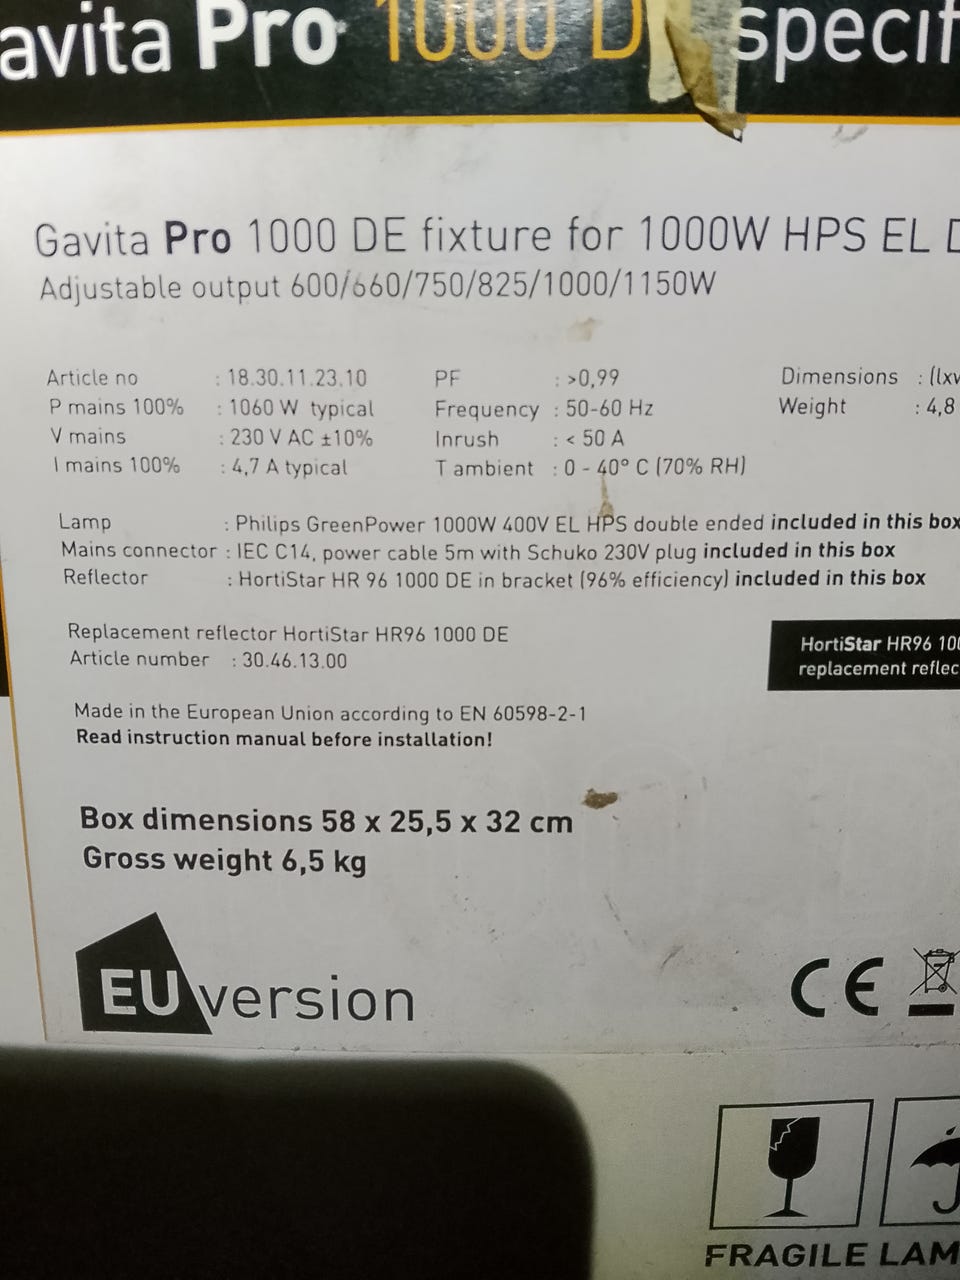 avita Pro 1000 D specif
Gavita Pro 1000 DE fixture for 1000W HPS EL D
Adjustable output 600/660/750/825/1000/1150W
Article no : 18.30.11.23.10 PF : >0,99 Dimensions : (lxw
P mains 100% : 1060 W typical Frequency : 50-60 Hz Weight : 4,8
V mains : 230 V AC ±10% Inrush : < 50 A
I mains 100% : 4,7 A typical T ambient : 0 - 40° C (70% RH)
Lamp : Philips GreenPower 1000W 400V EL HPS double ended included in this box
Mains connector : IEC C14, power cable 5m with Schuko 230V plug included in this box
Reflector : HortiStar HR 96 1000 DE in bracket (96% efficiency) included in this box
Replacement reflector HortiStar HR96 1000 DE
Article number : 30.46.13.00
HortiStar HR96 100
replacement reflec
Made in the European Union according to EN 60598-2-1
Read instruction manual before installation!
Box dimensions 58 x 25,5 x 32 cm
Gross weight 6,5 kg
EU version
CE
FRAGILE LAM